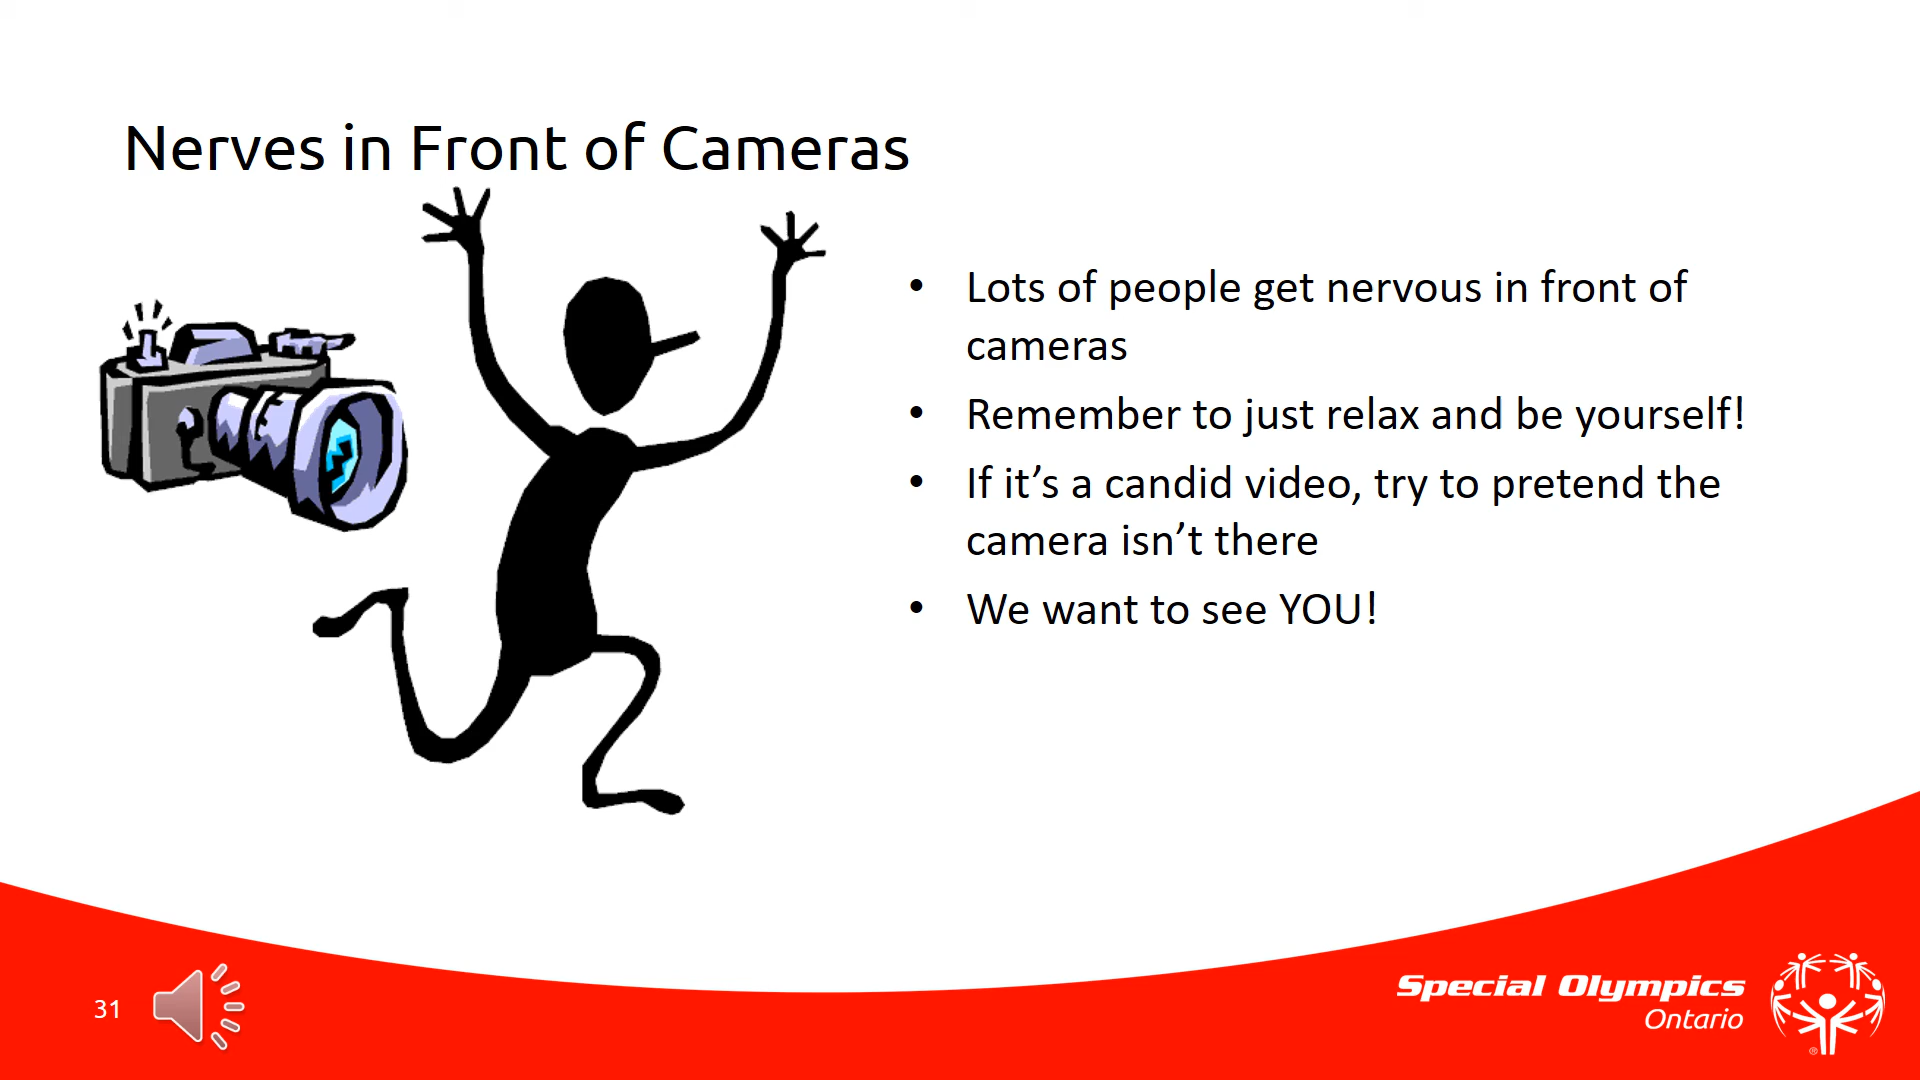 Nerves in Front of Cameras
• Lots of people get nervous in front of
cameras
• Remember to just relax and be yourself!
• If it’s a candid video, try to pretend the
camera isn’t there
• We want to see YOU!
31
Special Olympics
Ontario
®